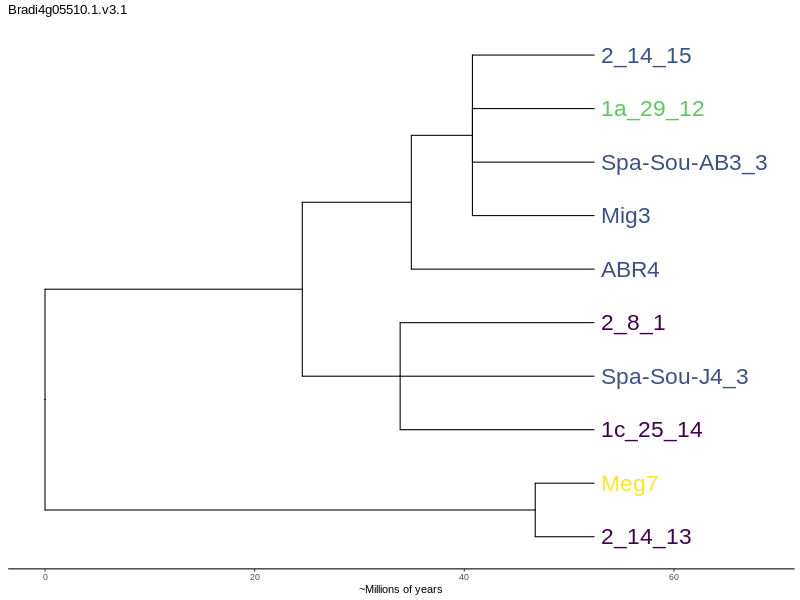 Bradi4g05510.1.v3.1
2_14_15
1a_29_12
Spa-Sou-AB3_3
Mig3
ABR4
2_8_1
Spa-Sou-J4_3
1c_25_14
Meg7
2_14_13
0 20 40 60
~Millions of years